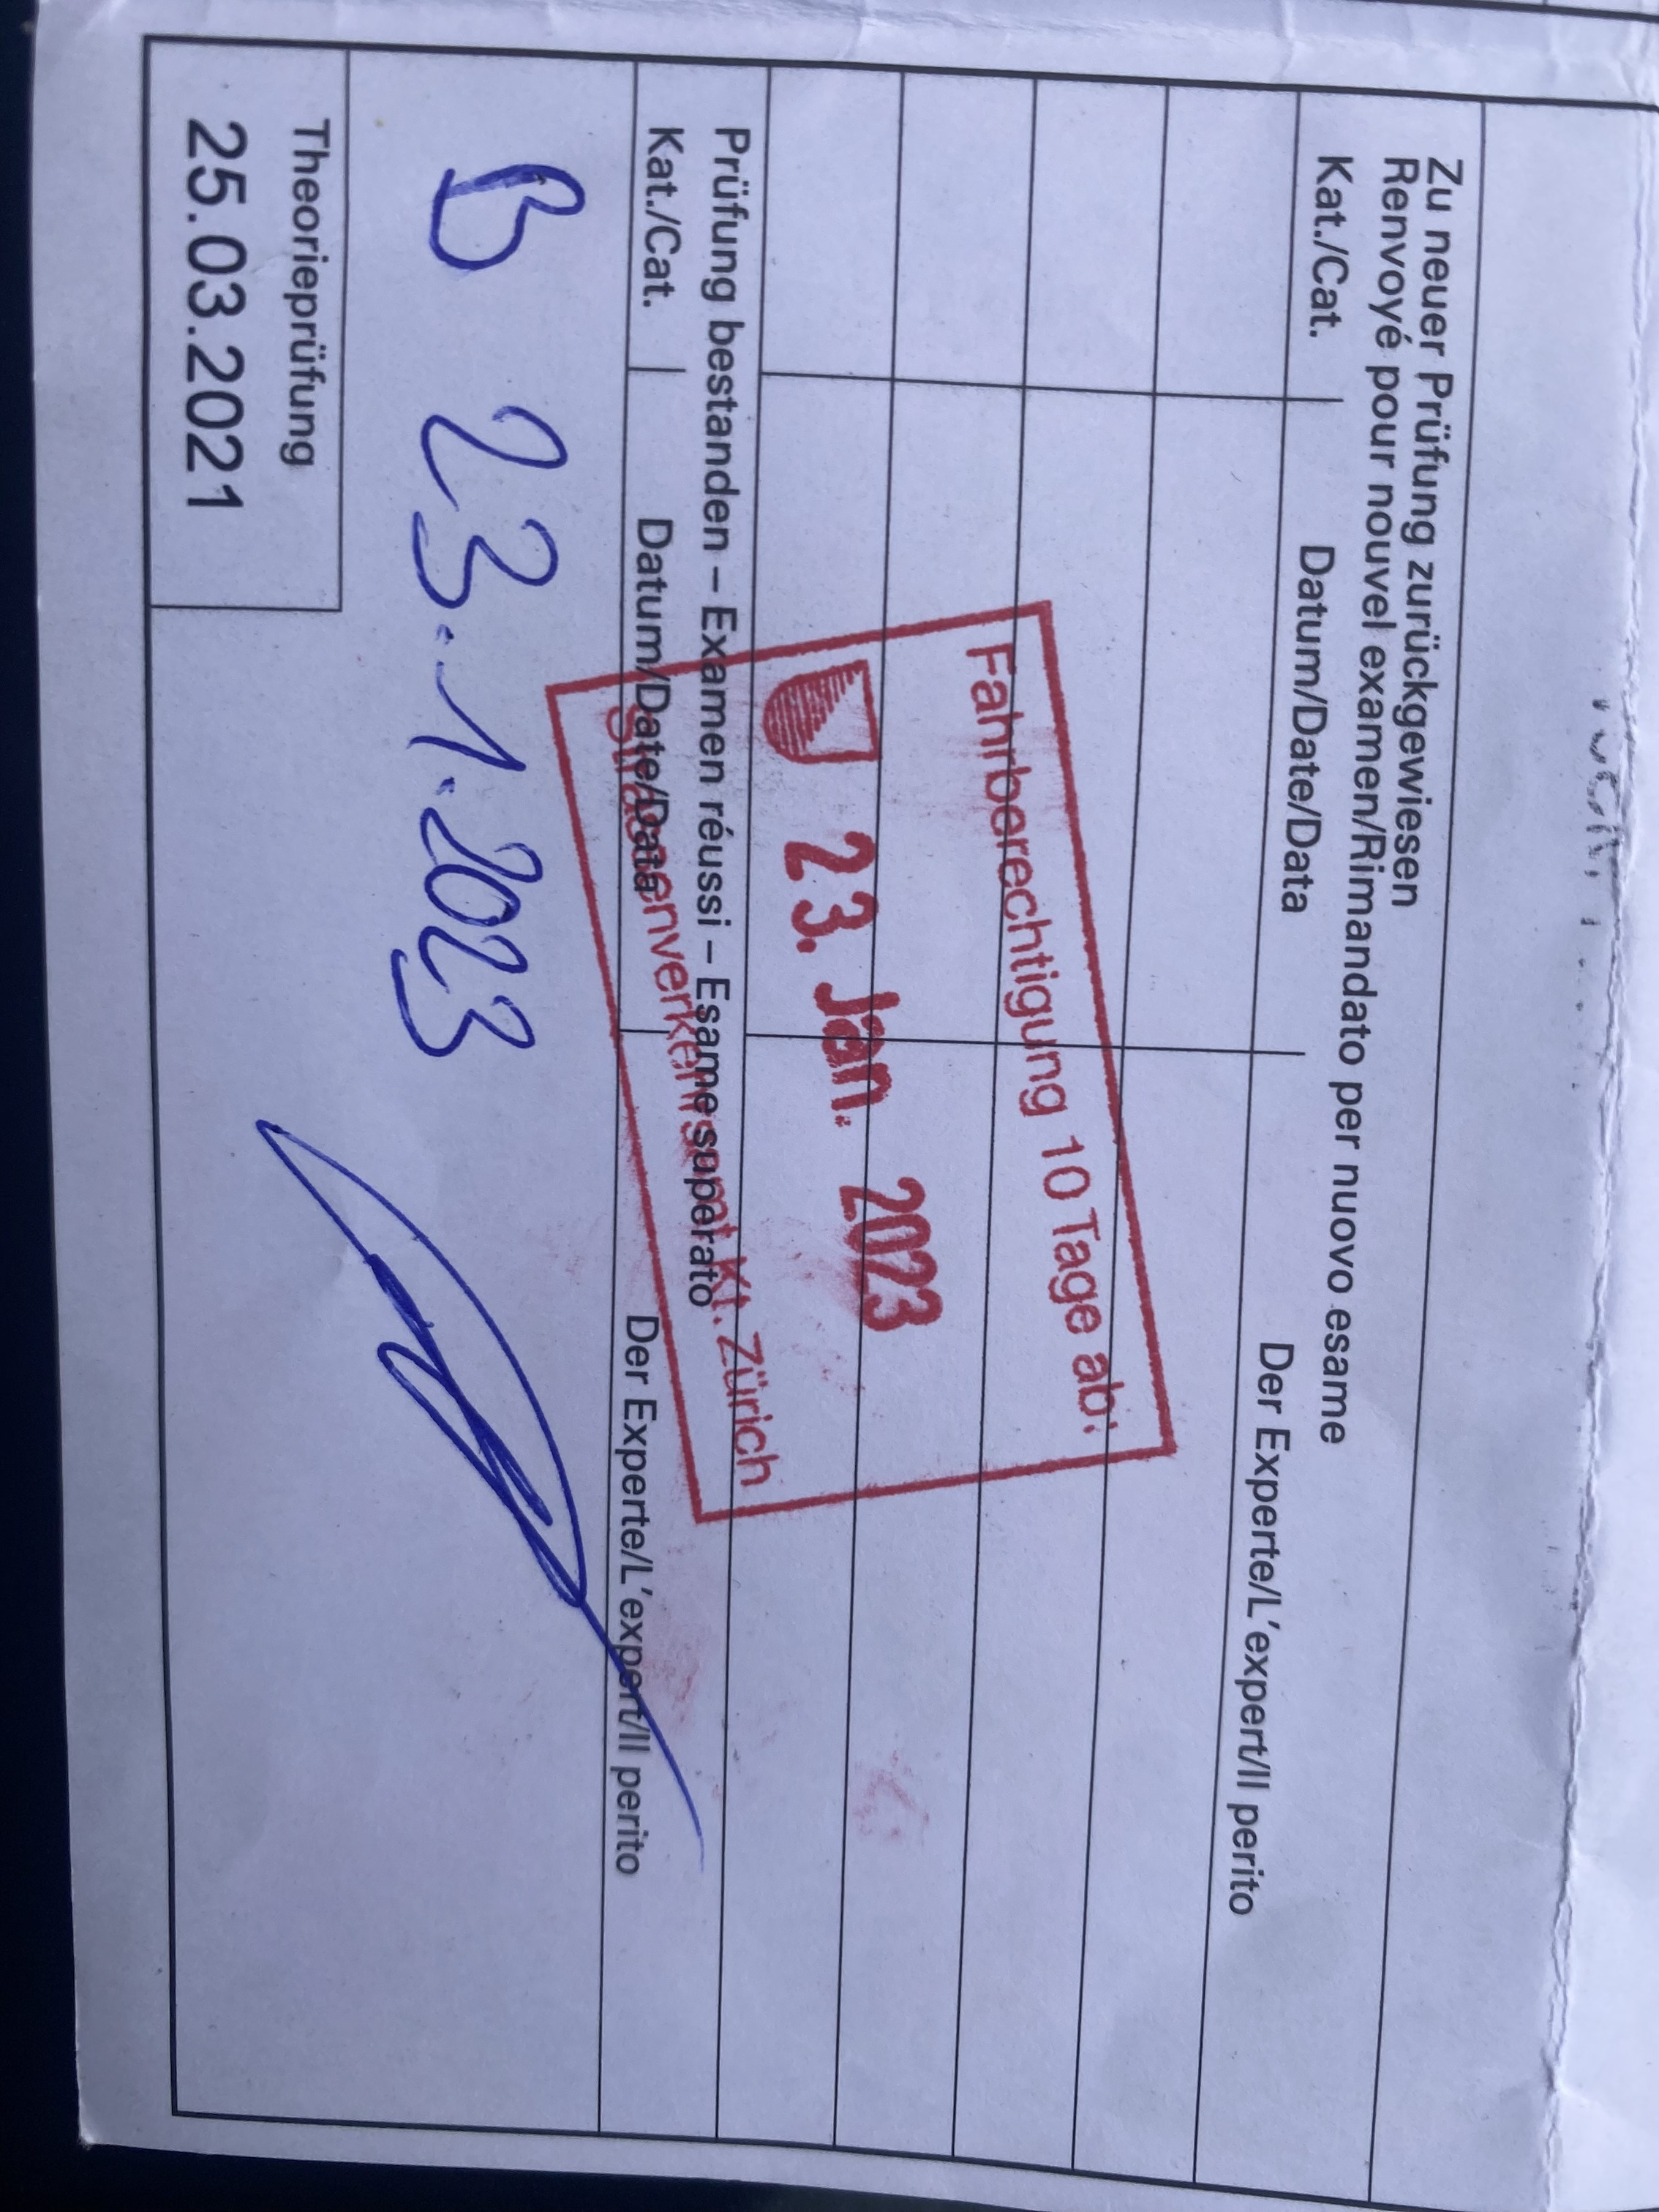 Zu neuer Prüfung zurückgewiesen
Renvoyé pour nouvel examen/Rimandato per nuovo esame
Kat./Cat. Datum/Date/Data Der Experte/L'expert/Il perito
Fahrberechtigung 10 Tage ab:
23. Jan. 2023
Strassenverkehrsamt Kt. Zürich
Prüfung bestanden – Examen réussi – Esame superato
Kat./Cat. Datum/Date/Data Der Experte/L'expert/Il perito
B 23.1.2023
Theorieprüfung
25.03.2021